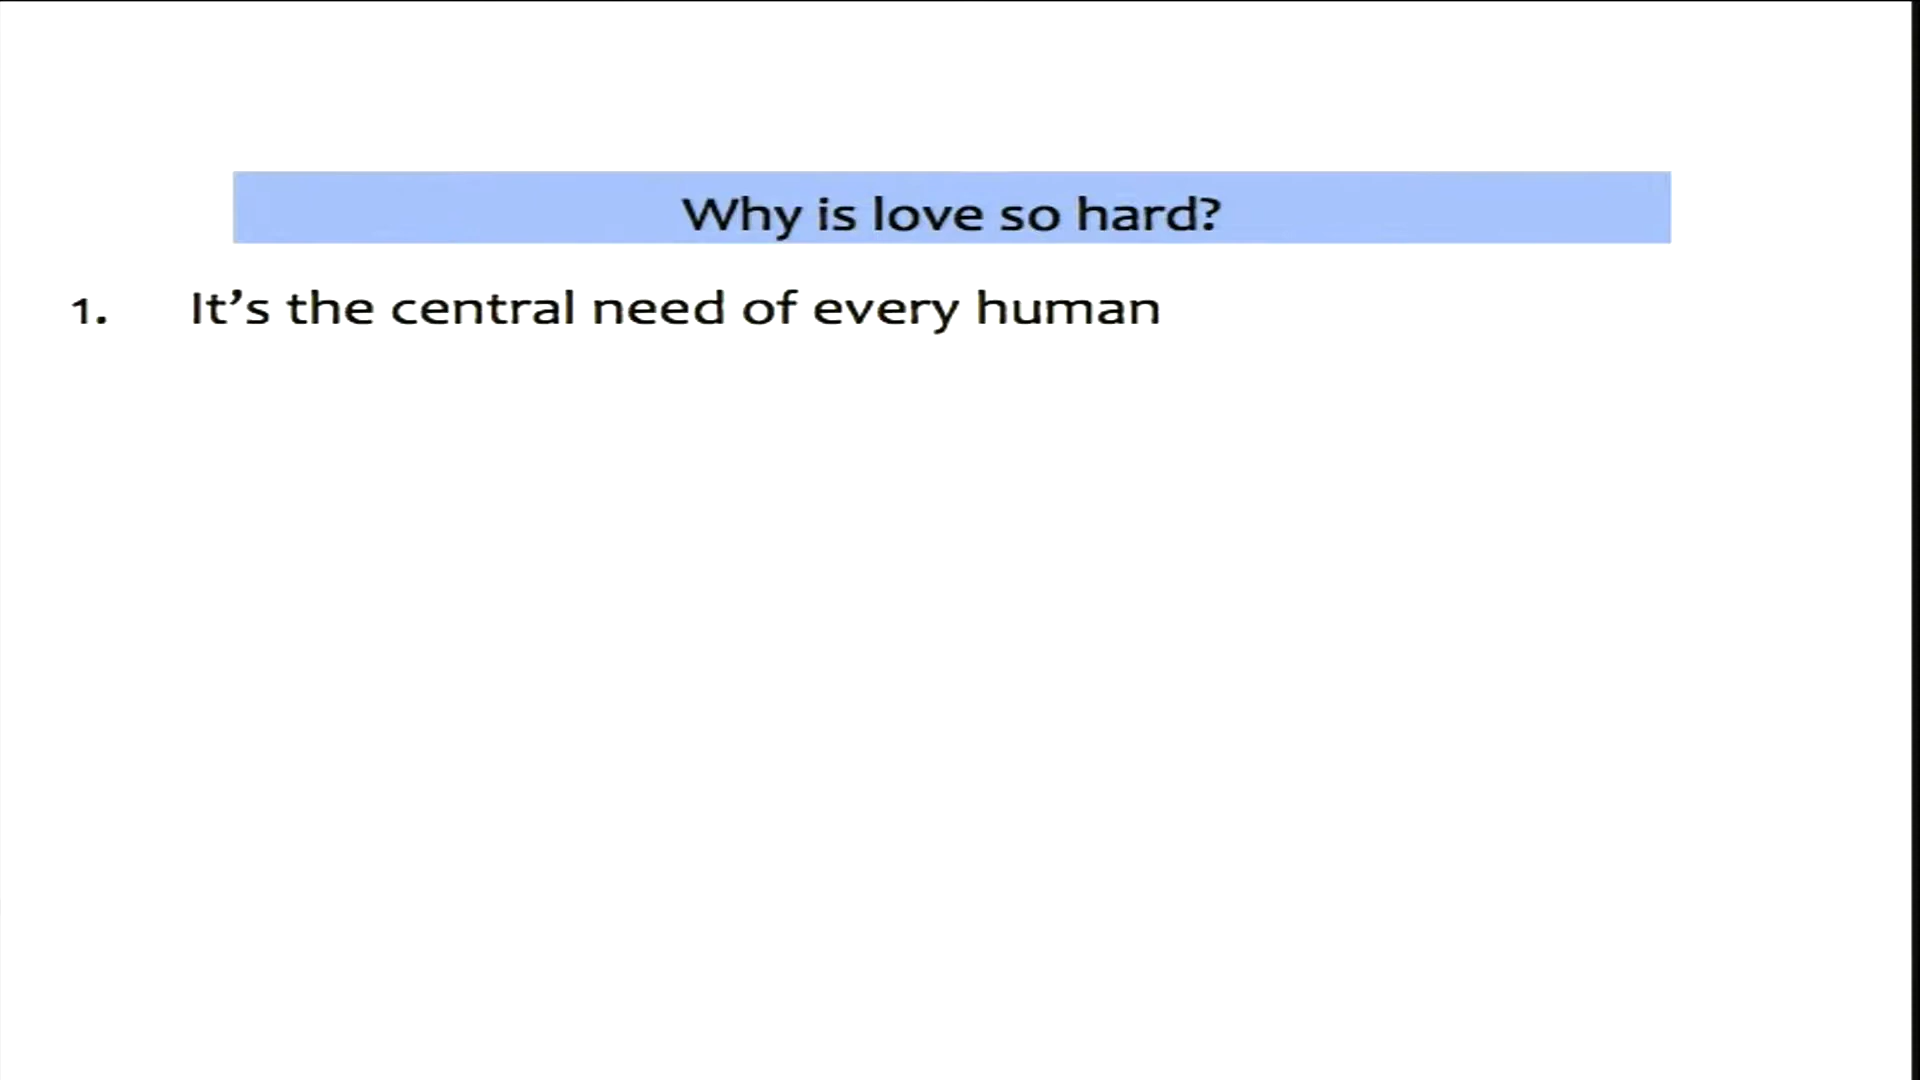 Why is love so hard?
1. It’s the central need of every human